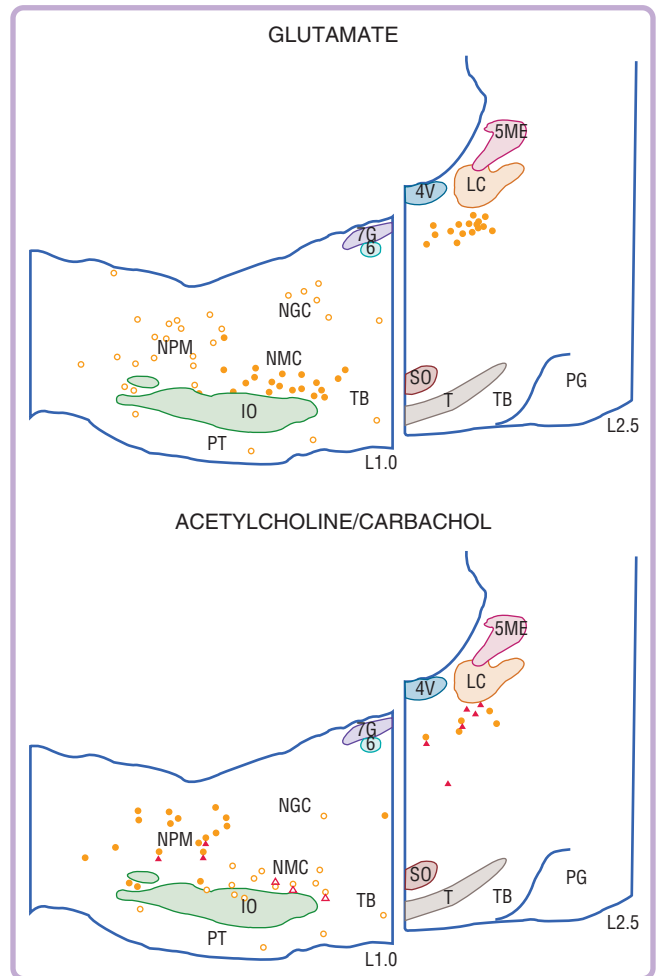 GLUTAMATE
5ME
4V
LC
7G
6
NGC
NPM
NMC
SO
PG
TB
T
TB
IO
PT
L1.0
L2.5
ACETYLCHOLINE/CARBACHOL
5ME
4V
LC
7G
6
NGC
NPM
NMC
SO
PG
T
TB
TB
IO
PT
L1.0
L2.5